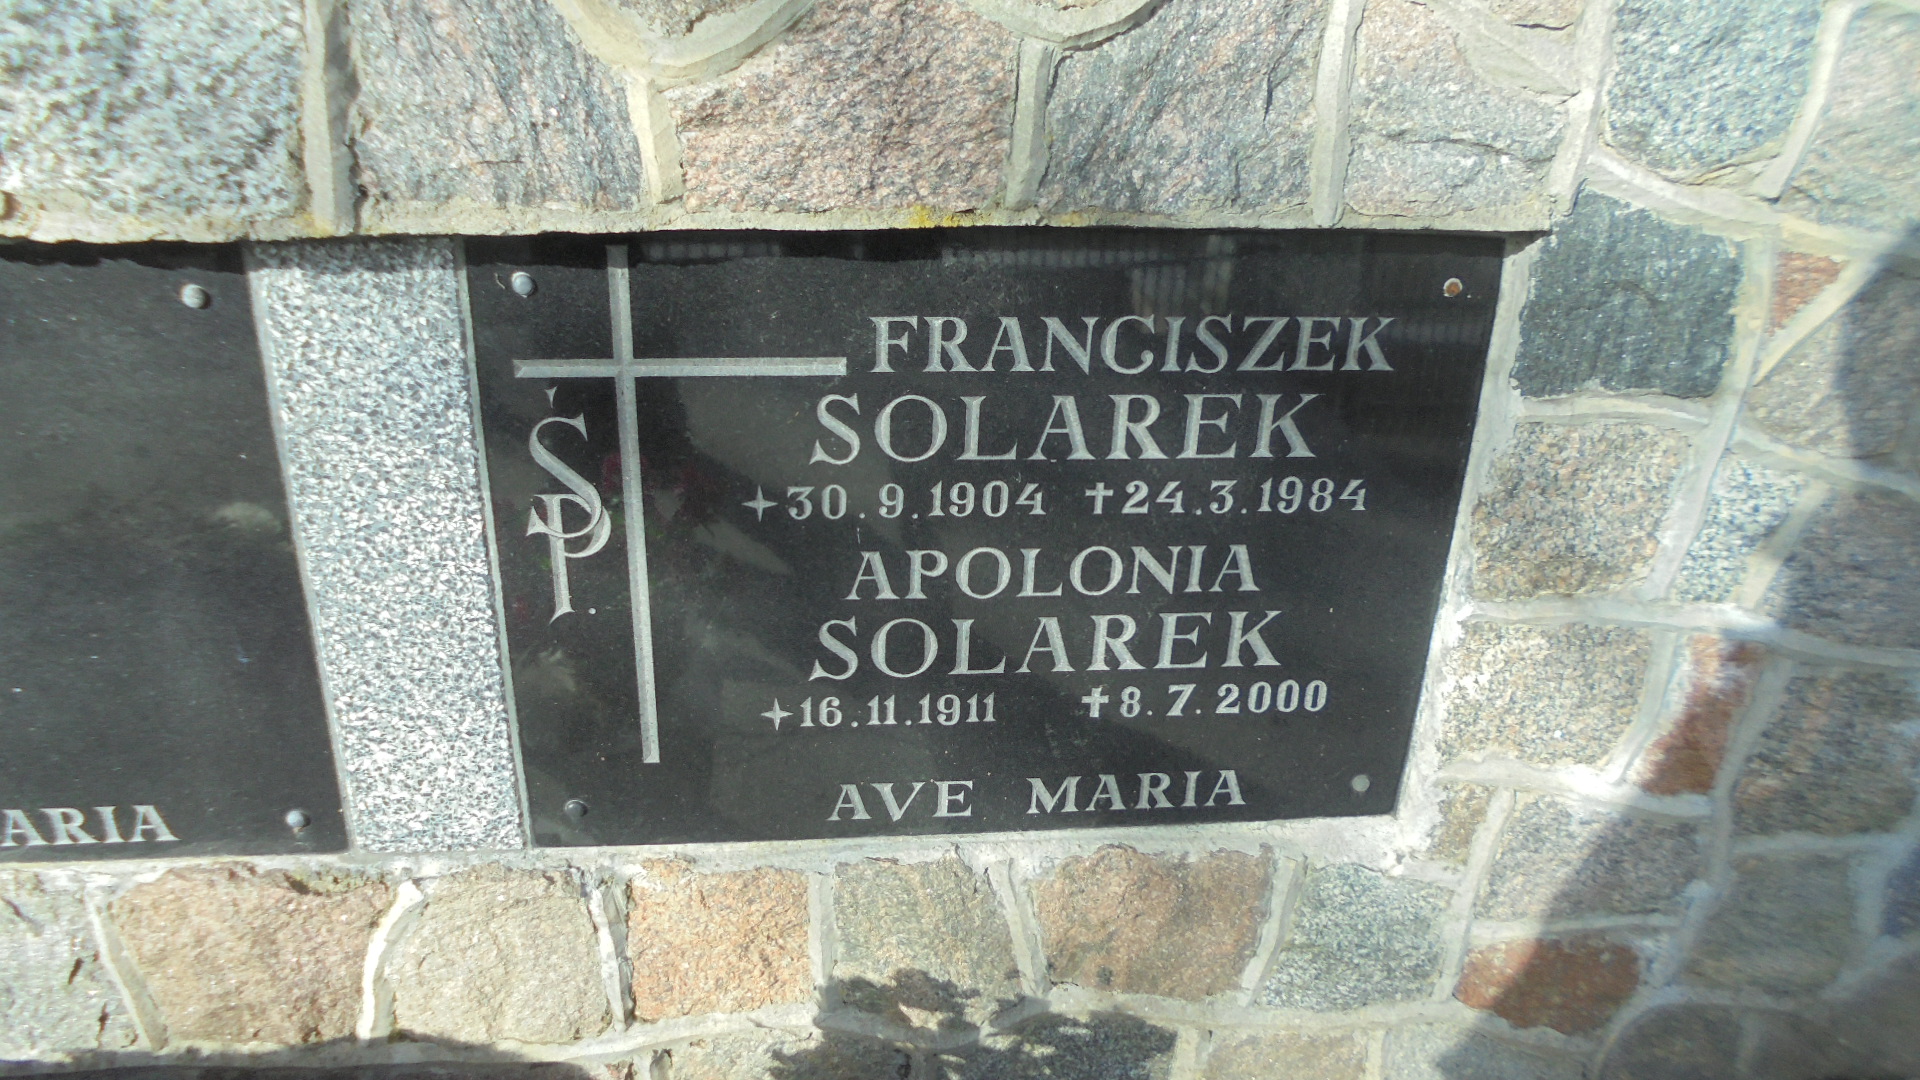 ŚP.
FRANCISZEK
SOLAREK
30.9.1904 †24.3.1984
APOLONIA
SOLAREK
16.11.1911 †8.7.2000
AVE MARIA
ARIA